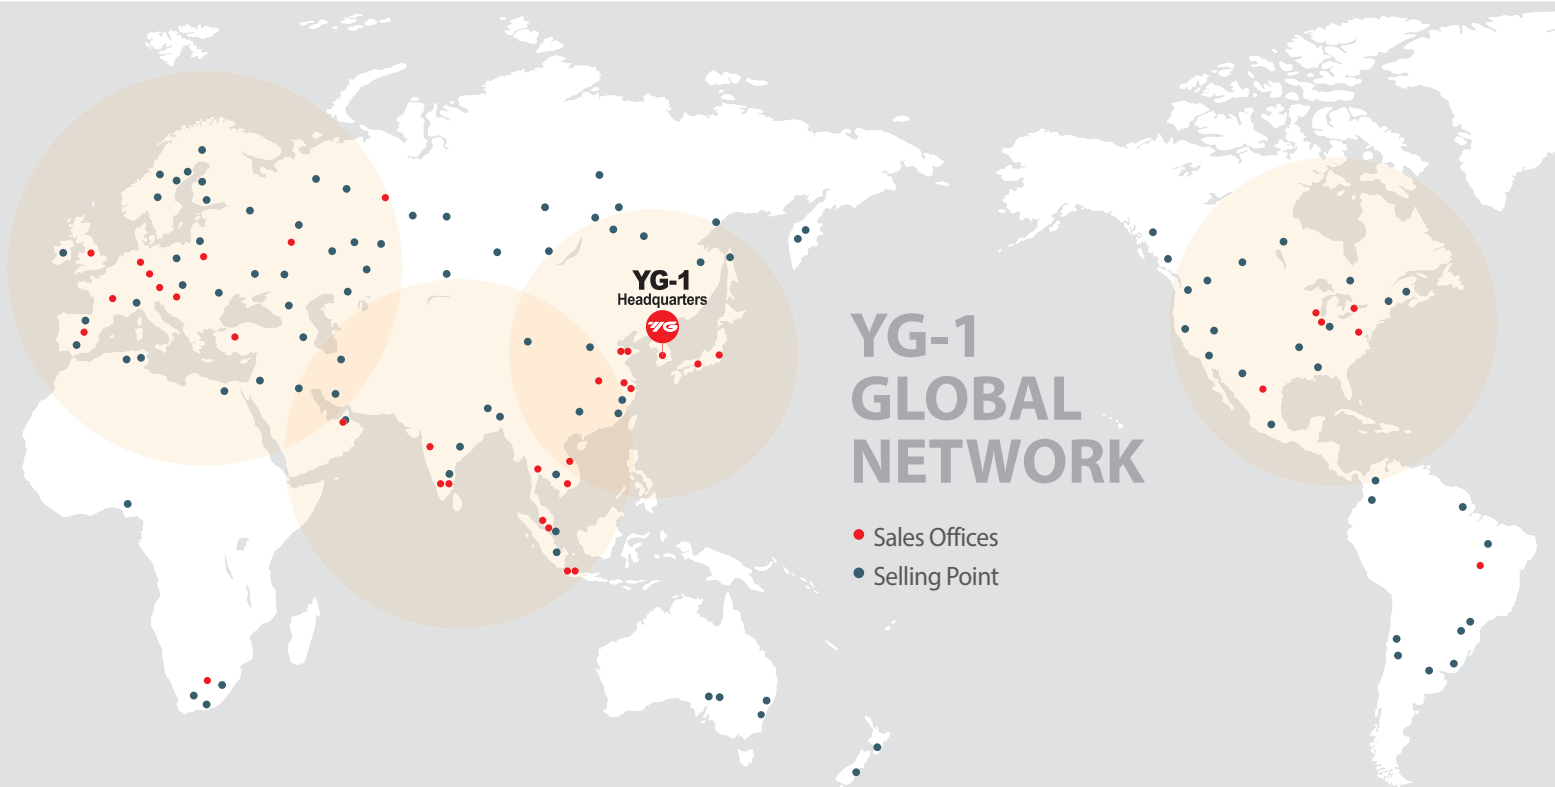 YG-1
Headquarters
YG
YG-1
GLOBAL
NETWORK
Sales Offices
Selling Point